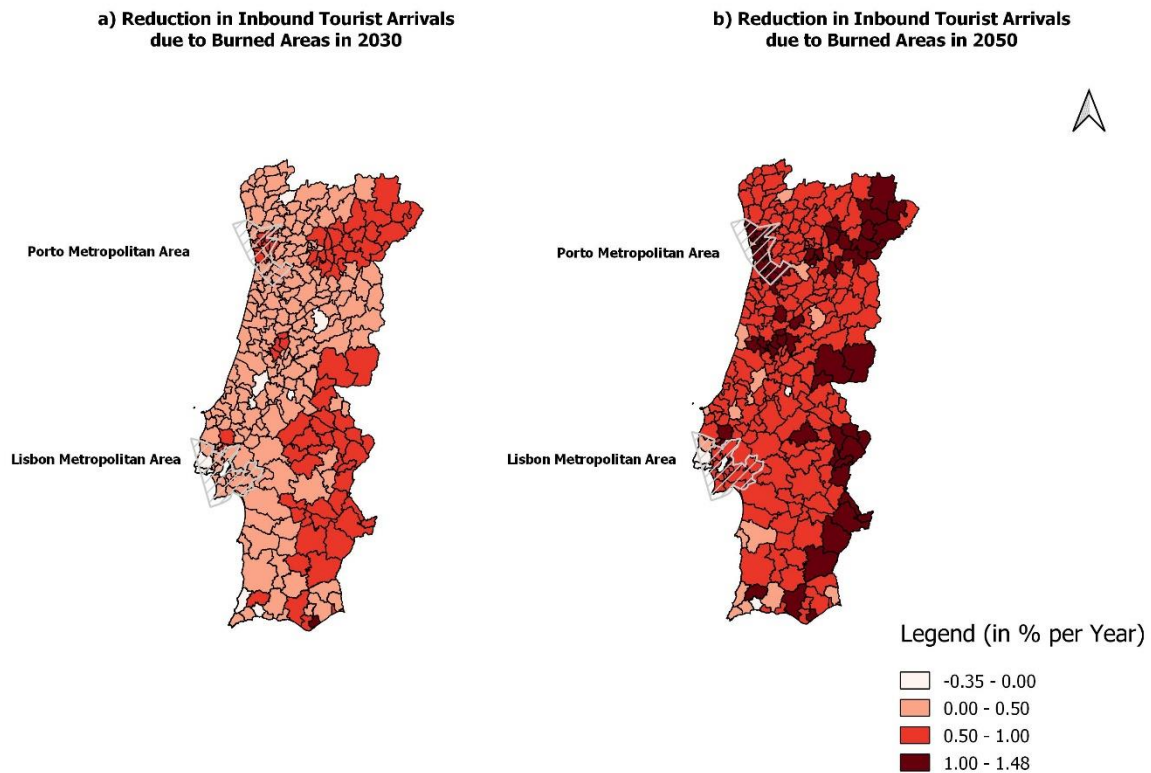 a) Reduction in Inbound Tourist Arrivals
due to Burned Areas in 2030
b) Reduction in Inbound Tourist Arrivals
due to Burned Areas in 2050
Porto Metropolitan Area
Porto Metropolitan Area
Lisbon Metropolitan Area
Lisbon Metropolitan Area
Legend (in % per Year)
-0.35 - 0.00
0.00 - 0.50
0.50 - 1.00
1.00 - 1.48